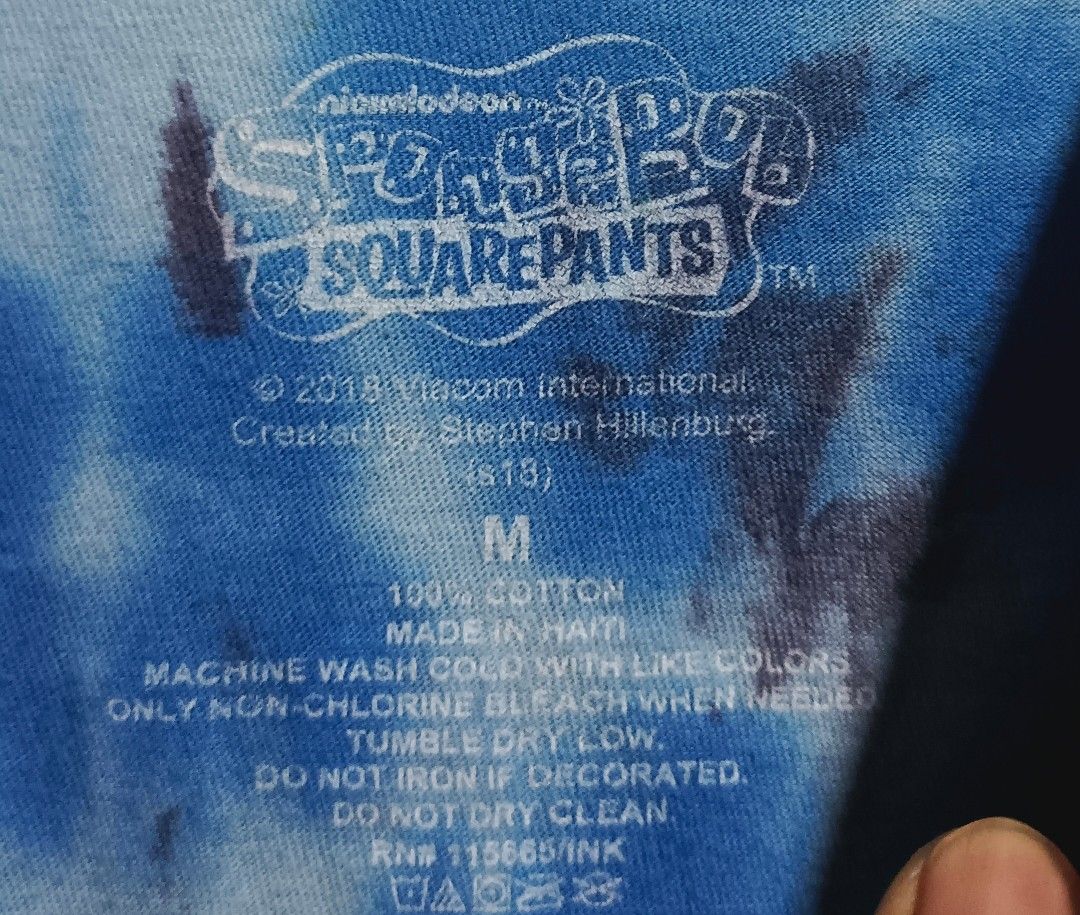 nickelodeon TM
SPONGEBOB
SQUAREPANTS TM
© 2018 Viacom International.
Created by Stephen Hillenburg.
(s18)
M
100% COTTON
MADE IN HAITI
MACHINE WASH COLD WITH LIKE COLORS
ONLY NON-CHLORINE BLEACH WHEN NEEDED
TUMBLE DRY LOW.
DO NOT IRON IF DECORATED.
DO NOT DRY CLEAN.
RN# 115665/INK